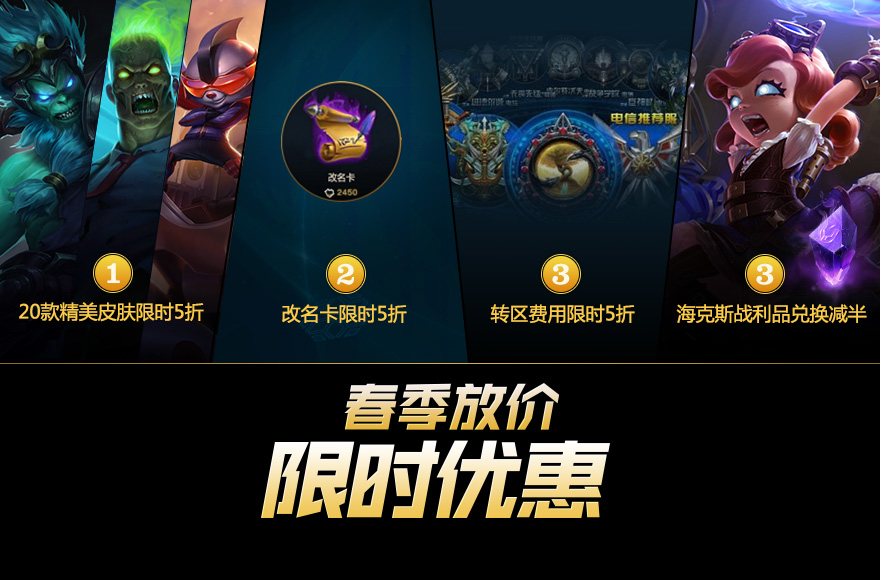 电信推荐服
改名卡
2450
1
20款精美皮肤限时5折
2
改名卡限时5折
3
转区费用限时5折
3
海克斯战利品兑换减半
春季放价
限时优惠